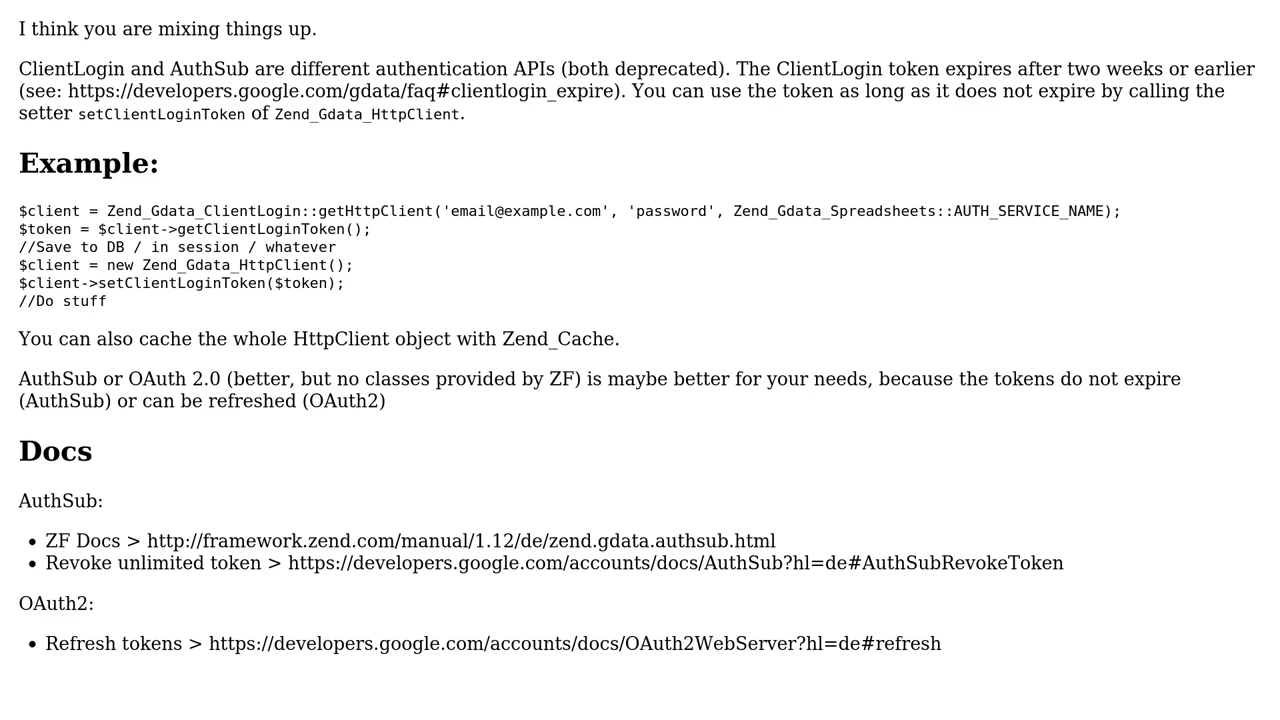 I think you are mixing things up.
ClientLogin and AuthSub are different authentication APIs (both deprecated). The ClientLogin token expires after two weeks or earlier
(see: https://developers.google.com/gdata/faq#clientlogin_expire). You can use the token as long as it does not expire by calling the
setter setClientLoginToken of Zend_Gdata_HttpClient.
Example:
$client = Zend_Gdata_ClientLogin::getHttpClient('email@example.com', 'password', Zend_Gdata_Spreadsheets::AUTH_SERVICE_NAME);
$token = $client->getClientLoginToken();
//Save to DB / in session / whatever
$client = new Zend_Gdata_HttpClient();
$client->setClientLoginToken($token);
//Do stuff
You can also cache the whole HttpClient object with Zend_Cache.
AuthSub or OAuth 2.0 (better, but no classes provided by ZF) is maybe better for your needs, because the tokens do not expire
(AuthSub) or can be refreshed (OAuth2)
Docs
AuthSub:
• ZF Docs > http://framework.zend.com/manual/1.12/de/zend.gdata.authsub.html
• Revoke unlimited token > https://developers.google.com/accounts/docs/AuthSub?hl=de#AuthSubRevokeToken
OAuth2:
• Refresh tokens > https://developers.google.com/accounts/docs/OAuth2WebServer?hl=de#refresh